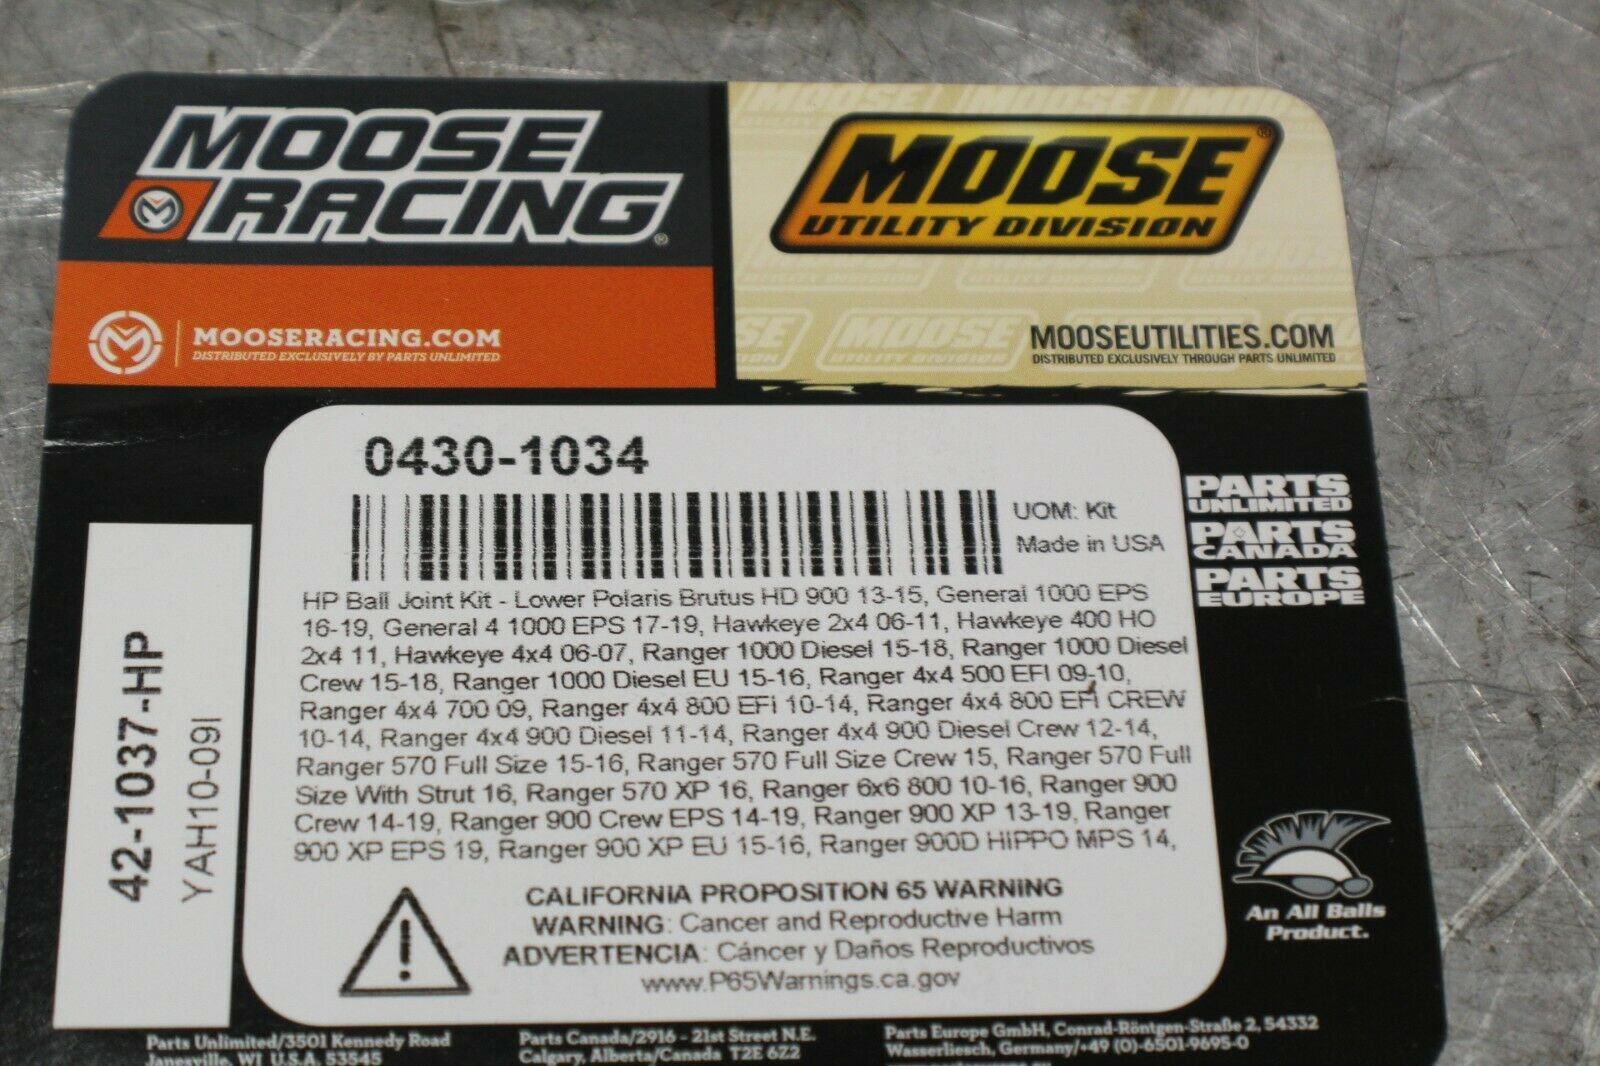 MOOSE
RACING®
MOOSERACING.COM
DISTRIBUTED EXCLUSIVELY BY PARTS UNLIMITED
MOOSE®
UTILITY DIVISION
MOOSEUTILITIES.COM
DISTRIBUTED EXCLUSIVELY THROUGH PARTS UNLIMITED
0430-1034
UOM: Kit
Made in USA
HP Ball Joint Kit - Lower Polaris Brutus HD 900 13-15, General 1000 EPS
16-19, General 4 1000 EPS 17-19, Hawkeye 2x4 06-11, Hawkeye 400 HO
2x4 11, Hawkeye 4x4 06-07, Ranger 1000 Diesel 15-18, Ranger 1000 Diesel
Crew 15-18, Ranger 1000 Diesel EU 15-16, Ranger 4x4 500 EFI 09-10,
Ranger 4x4 700 09, Ranger 4x4 800 EFI 10-14, Ranger 4x4 800 EFI CREW
10-14, Ranger 4x4 900 Diesel 11-14, Ranger 4x4 900 Diesel Crew 12-14,
Ranger 570 Full Size 15-16, Ranger 570 Full Size Crew 15, Ranger 570 Full
Size With Strut 16, Ranger 570 XP 16, Ranger 6x6 800 10-16, Ranger 900
Crew 14-19, Ranger 900 Crew EPS 14-19, Ranger 900 XP 13-19, Ranger
900 XP EPS 19, Ranger 900 XP EU 15-16, Ranger 900D HIPPO MPS 14,
CALIFORNIA PROPOSITION 65 WARNING
WARNING: Cancer and Reproductive Harm
ADVERTENCIA: Cáncer y Daños Reproductivos
www.P65Warnings.ca.gov
42-1037-HP
YAH10-09I
PARTS
UNLIMITED
PARTS
CANADA
PARTS
EUROPE
An All Balls
Product.
Parts Unlimited/3501 Kennedy Road
Janesville, WI U.S.A. 53545
Parts Canada/2916 - 21st Street N.E.
Calgary, Alberta/Canada T2E 6Z2
Parts Europe GmbH, Conrad-Röntgen-Straße 2, 54332
Wasserliesch, Germany/+49 (0)-6501-9695-0